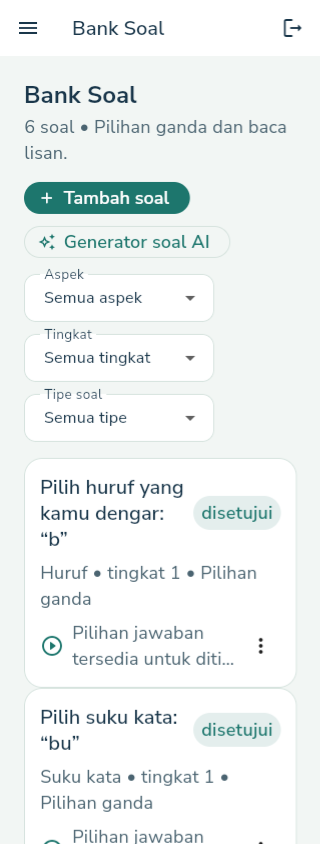 Bank Soal
Bank Soal
6 soal • Pilihan ganda dan baca
lisan.
Tambah soal
Generator soal AI
Aspek
Semua aspek
Tingkat
Semua tingkat
Tipe soal
Semua tipe
Pilih huruf yang
kamu dengar:
“b”
disetujui
Huruf • tingkat 1 • Pilihan
ganda
Pilihan jawaban
tersedia untuk diti...
Pilih suku kata:
“bu”
disetujui
Suku kata • tingkat 1 •
Pilihan ganda
Pilihan jawaban